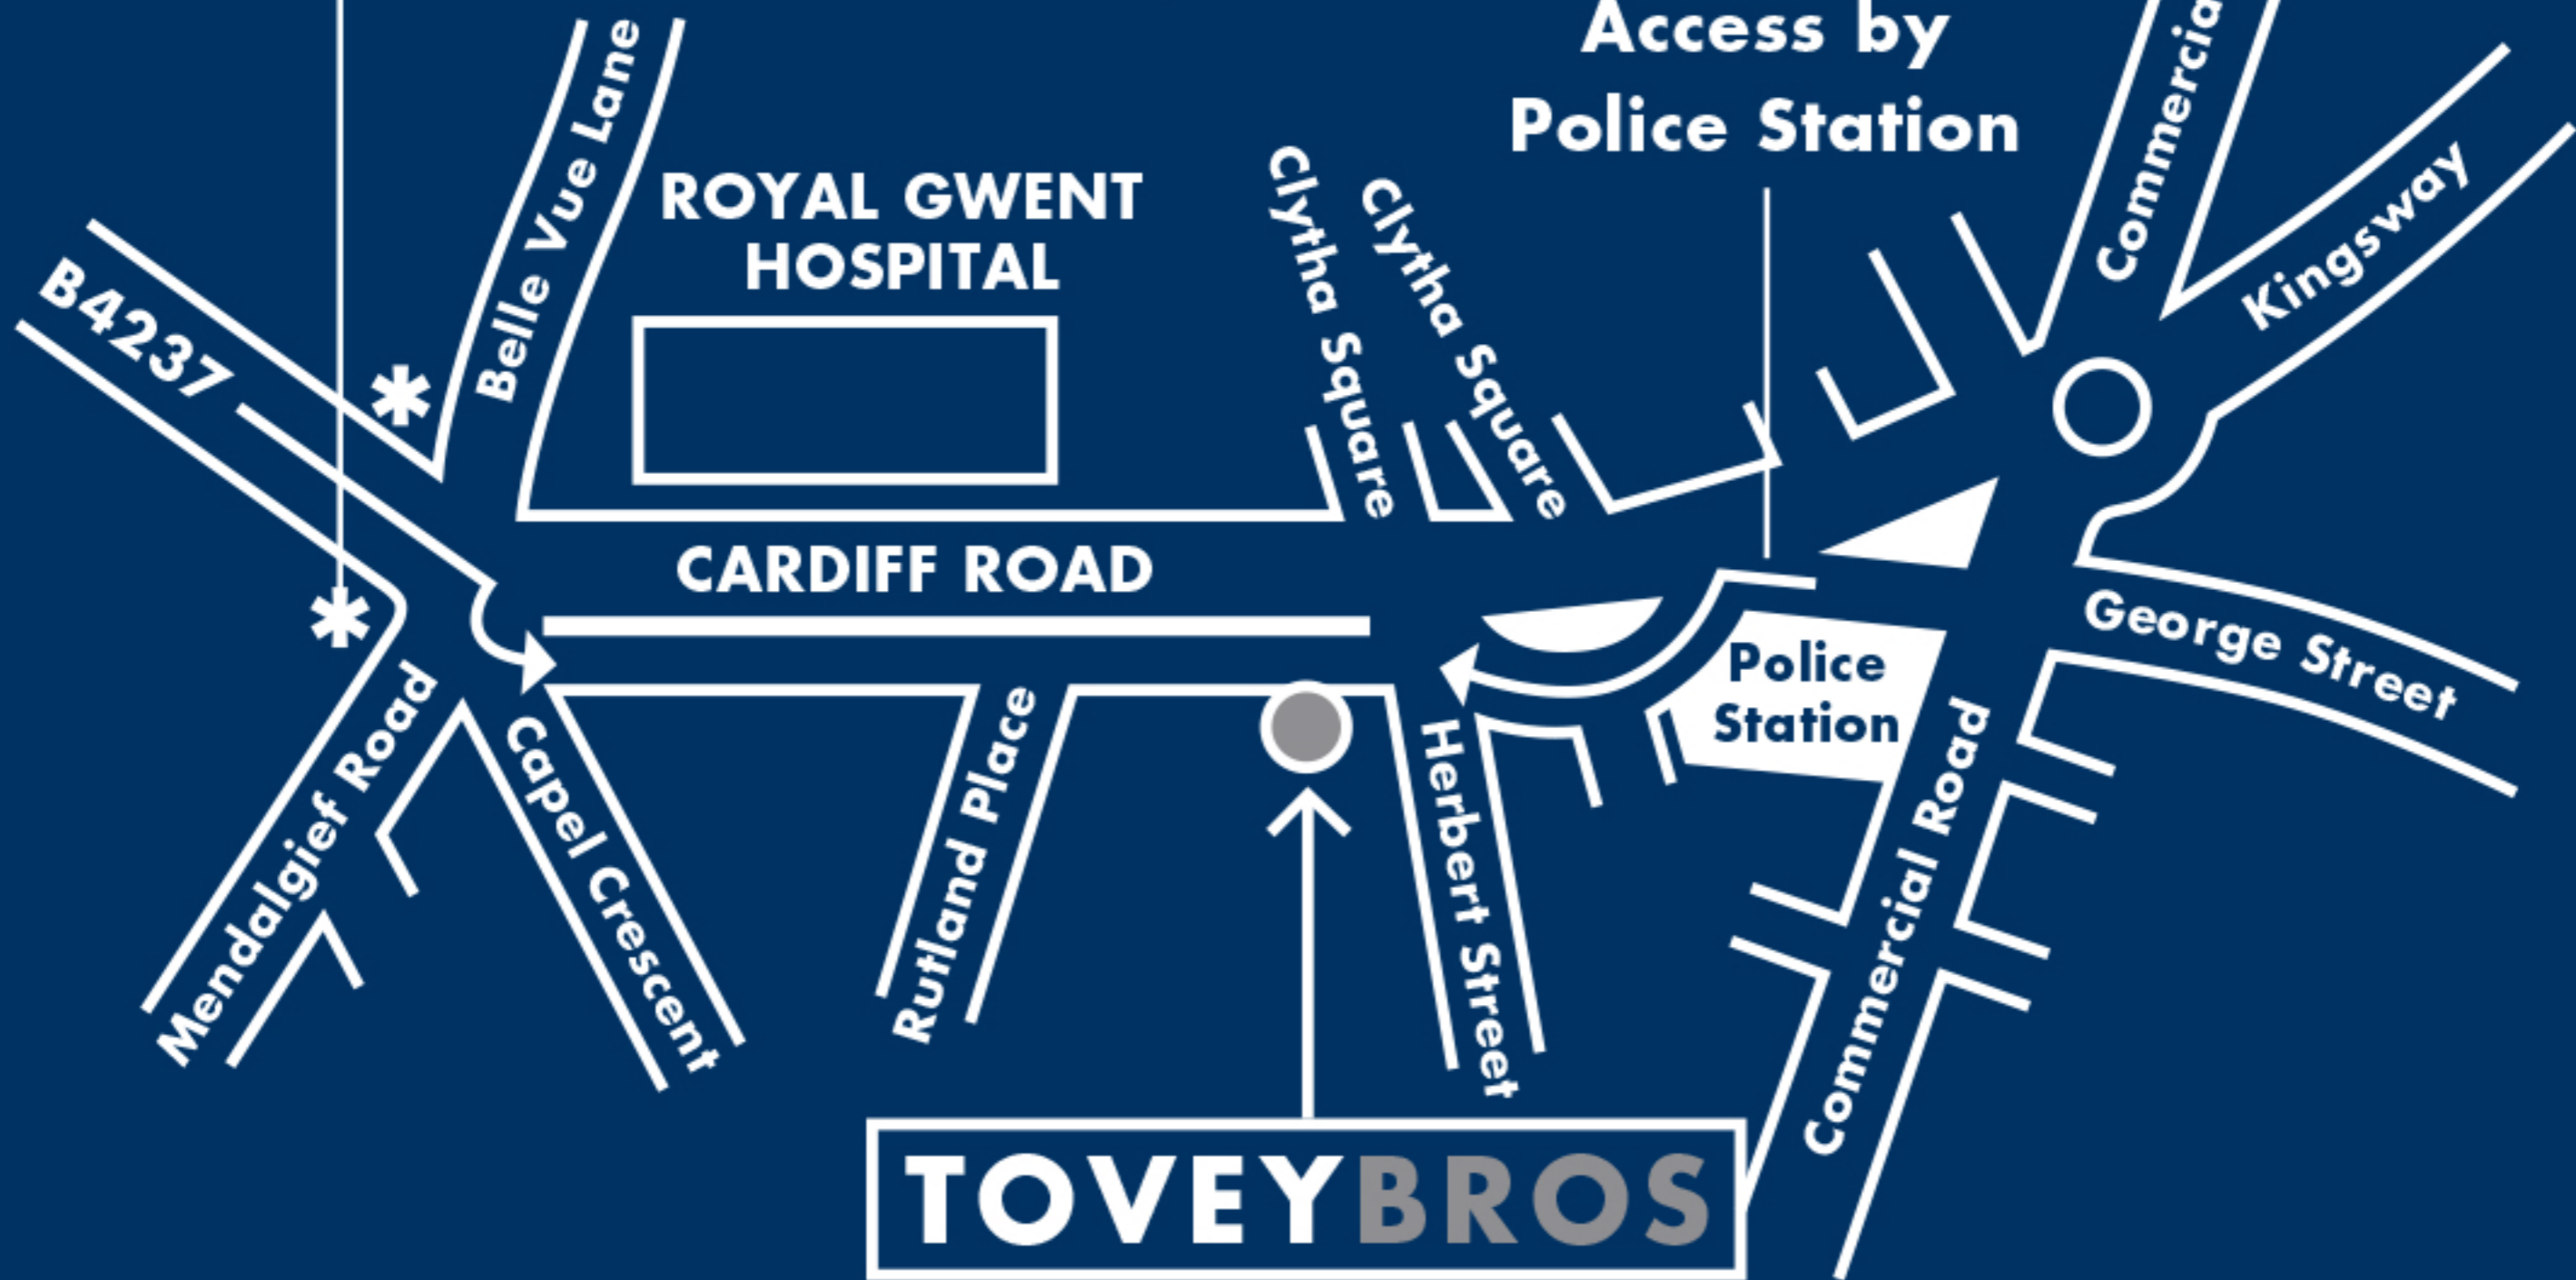 Access by
Police Station
Commercia
Belle Vue Lane
ROYAL GWENT
HOSPITAL
Clytha Square
Clytha Square
Kingsway
B4237
*
CARDIFF ROAD
*
George Street
Police
Station
Mendalgief Road
Capel Crescent
Rutland Place
Herbert Street
Commercial Road
TOVEYBROS